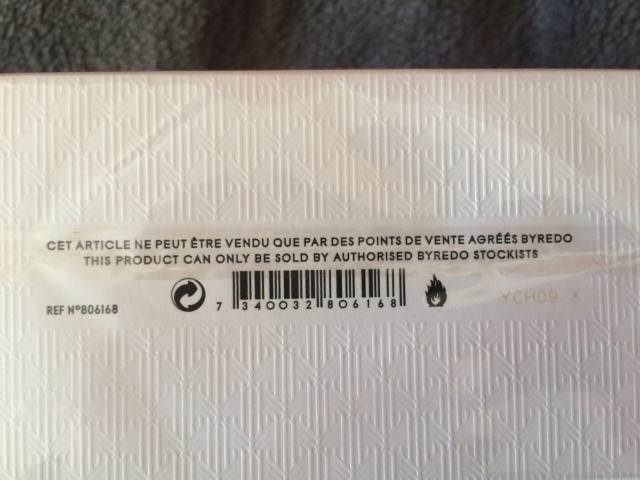 CET ARTICLE NE PEUT ÊTRE VENDU QUE PAR DES POINTS DE VENTE AGRÉÉS BYREDO
THIS PRODUCT CAN ONLY BE SOLD BY AUTHORISED BYREDO STOCKISTS
REF N°806168
7 340032 806168
YCH09 X